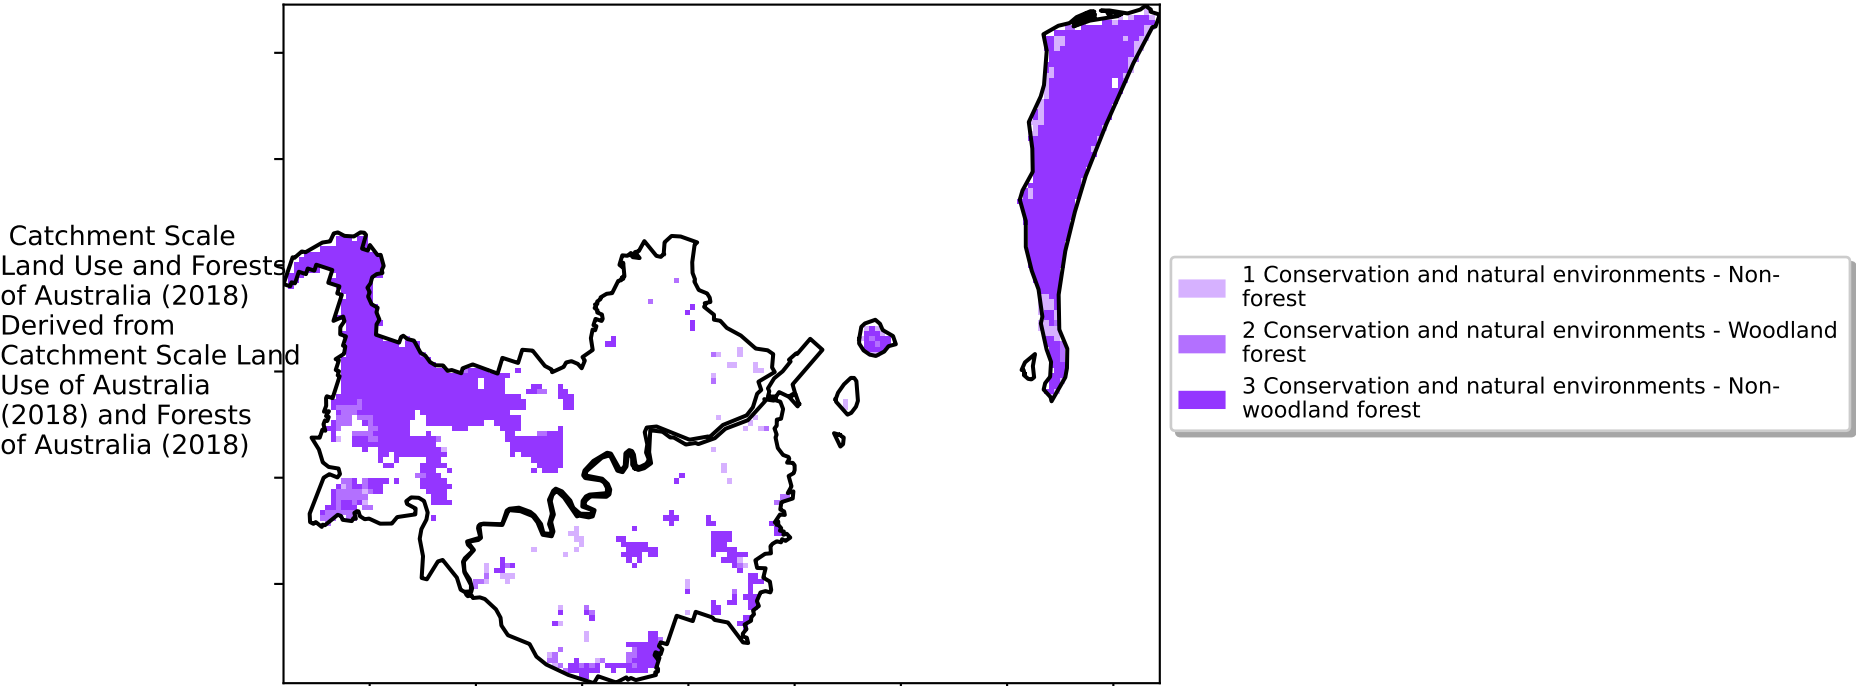 Catchment Scale
Land Use and Forests
of Australia (2018)
Derived from
Catchment Scale Land
Use of Australia
(2018) and Forests
of Australia (2018)
1 Conservation and natural environments - Non-
forest
2 Conservation and natural environments - Woodland
forest
3 Conservation and natural environments - Non-
woodland forest